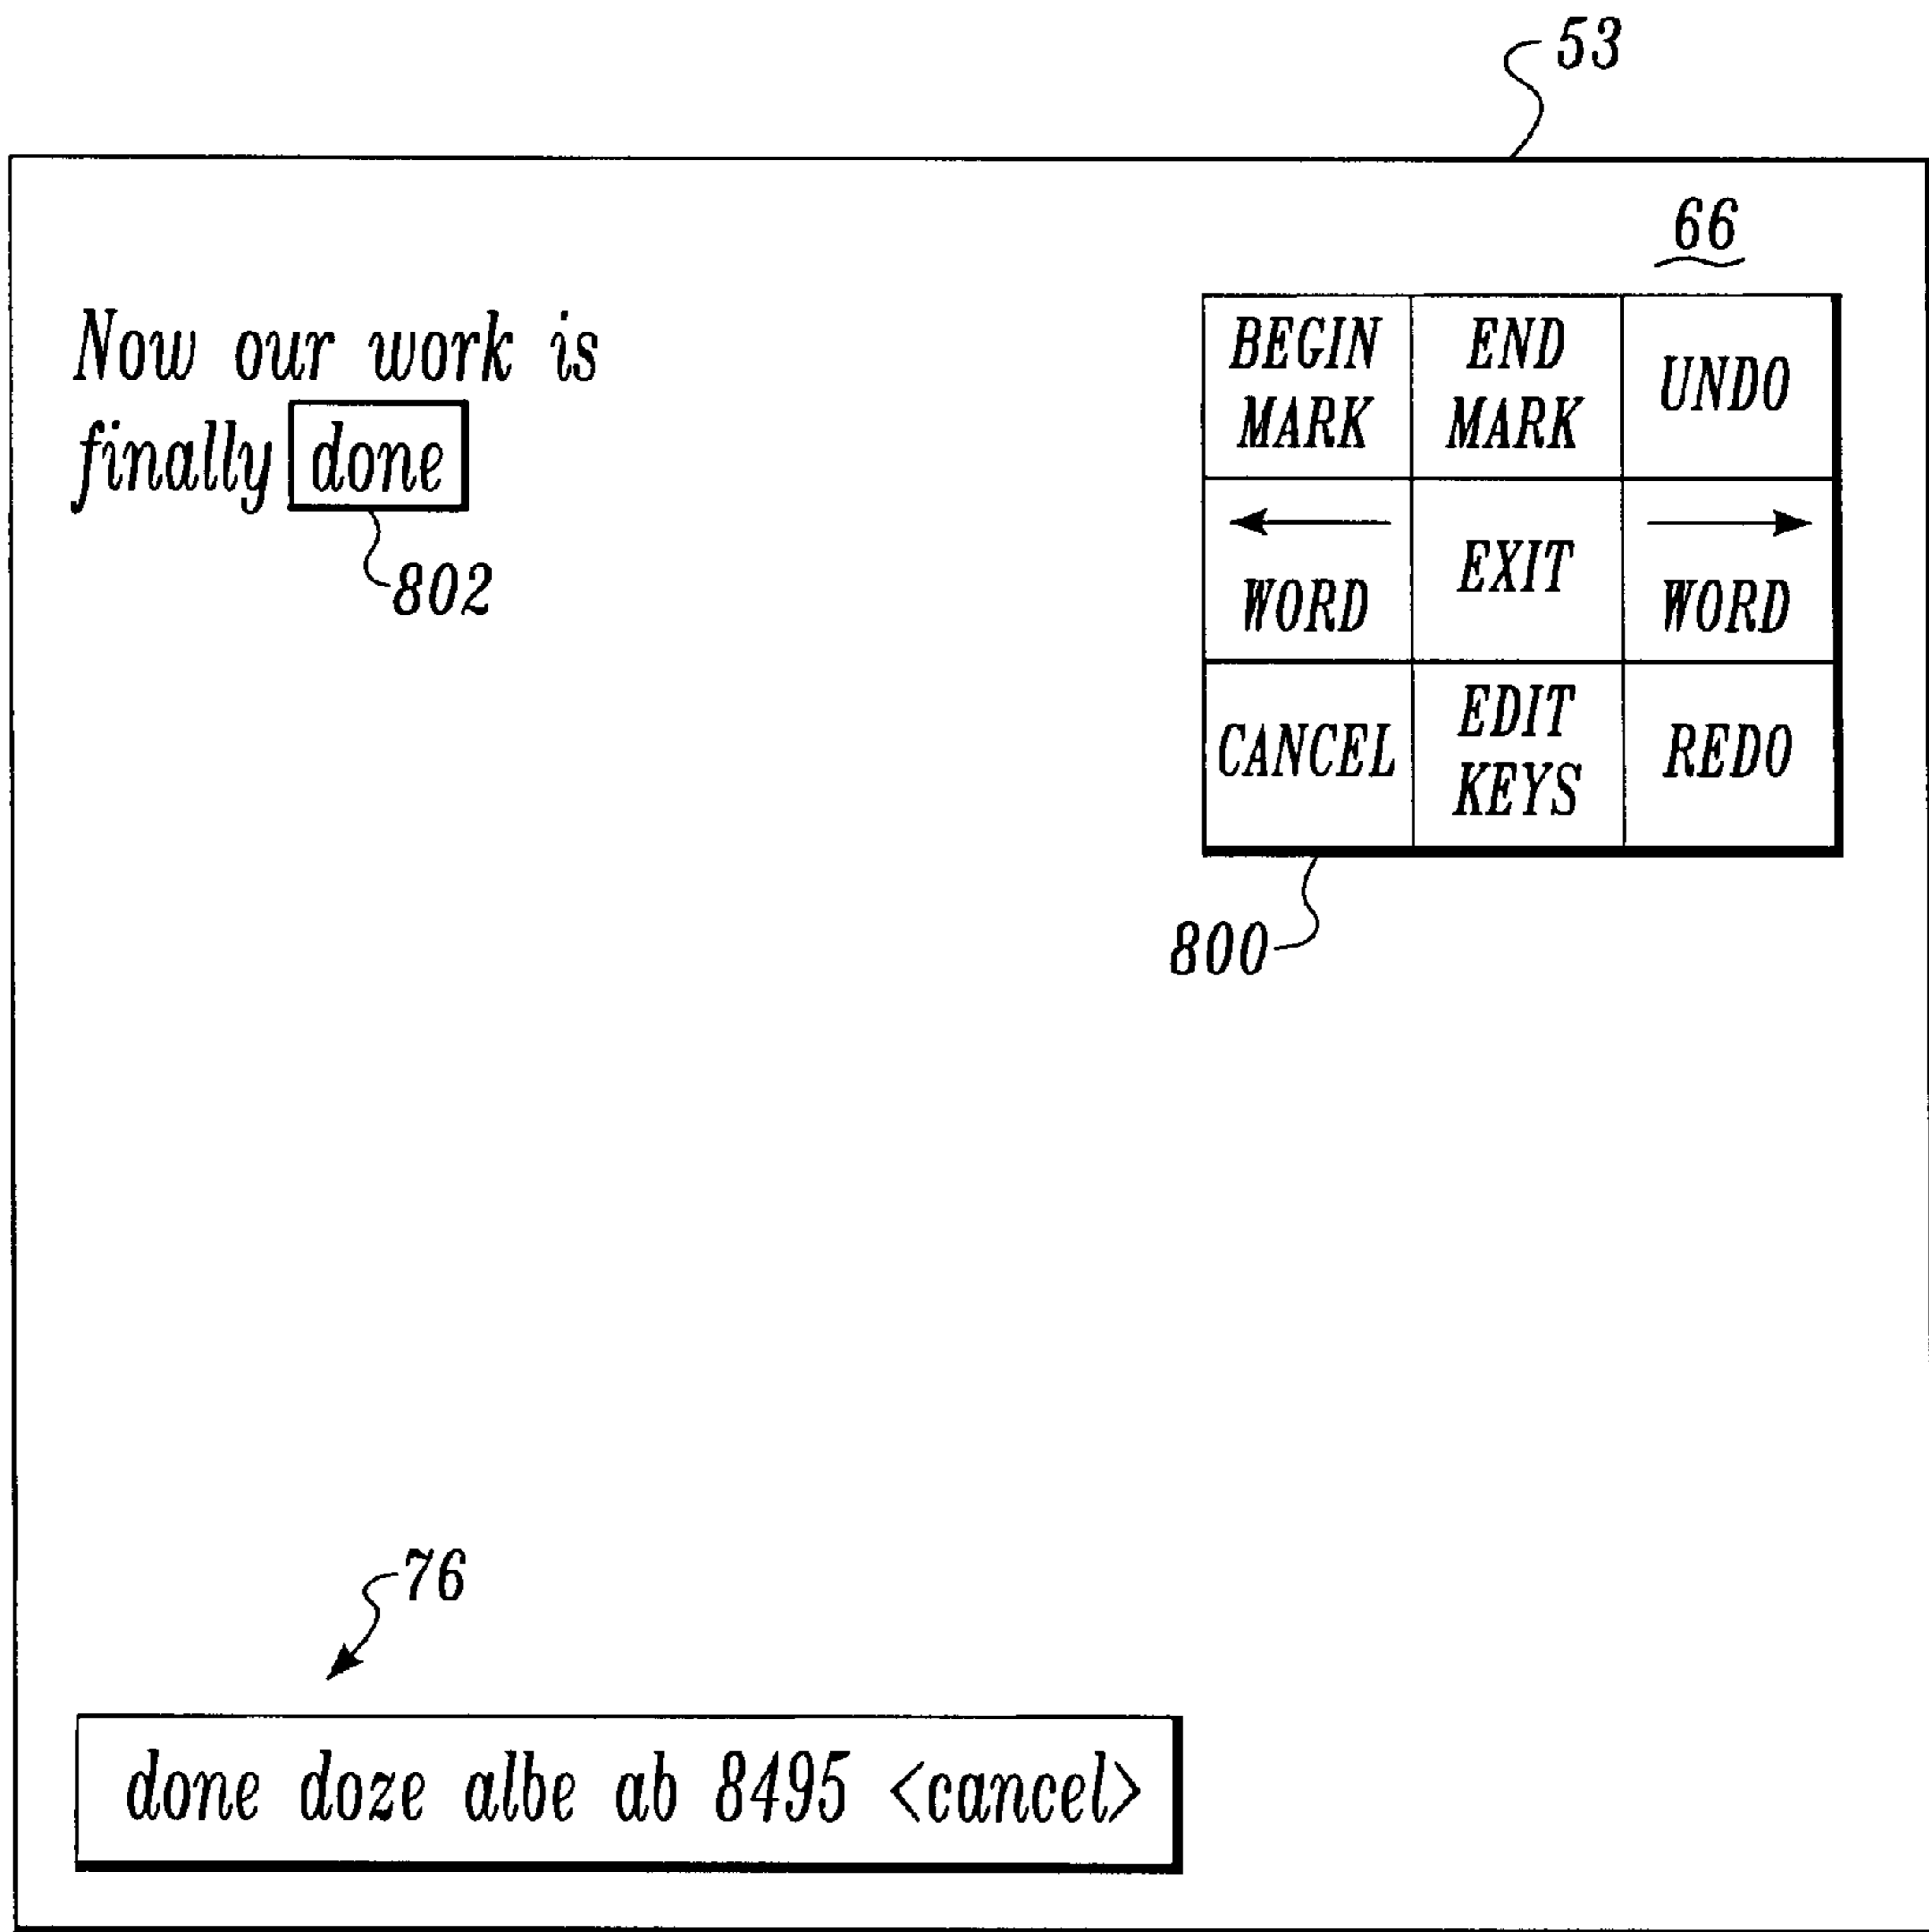 53
66
Now our work is
finally done
802
BEGIN MARK
END MARK
UNDO
WORD
EXIT
WORD
CANCEL
EDIT KEYS
REDO
800
76
done doze albe ab 8495 <cancel>